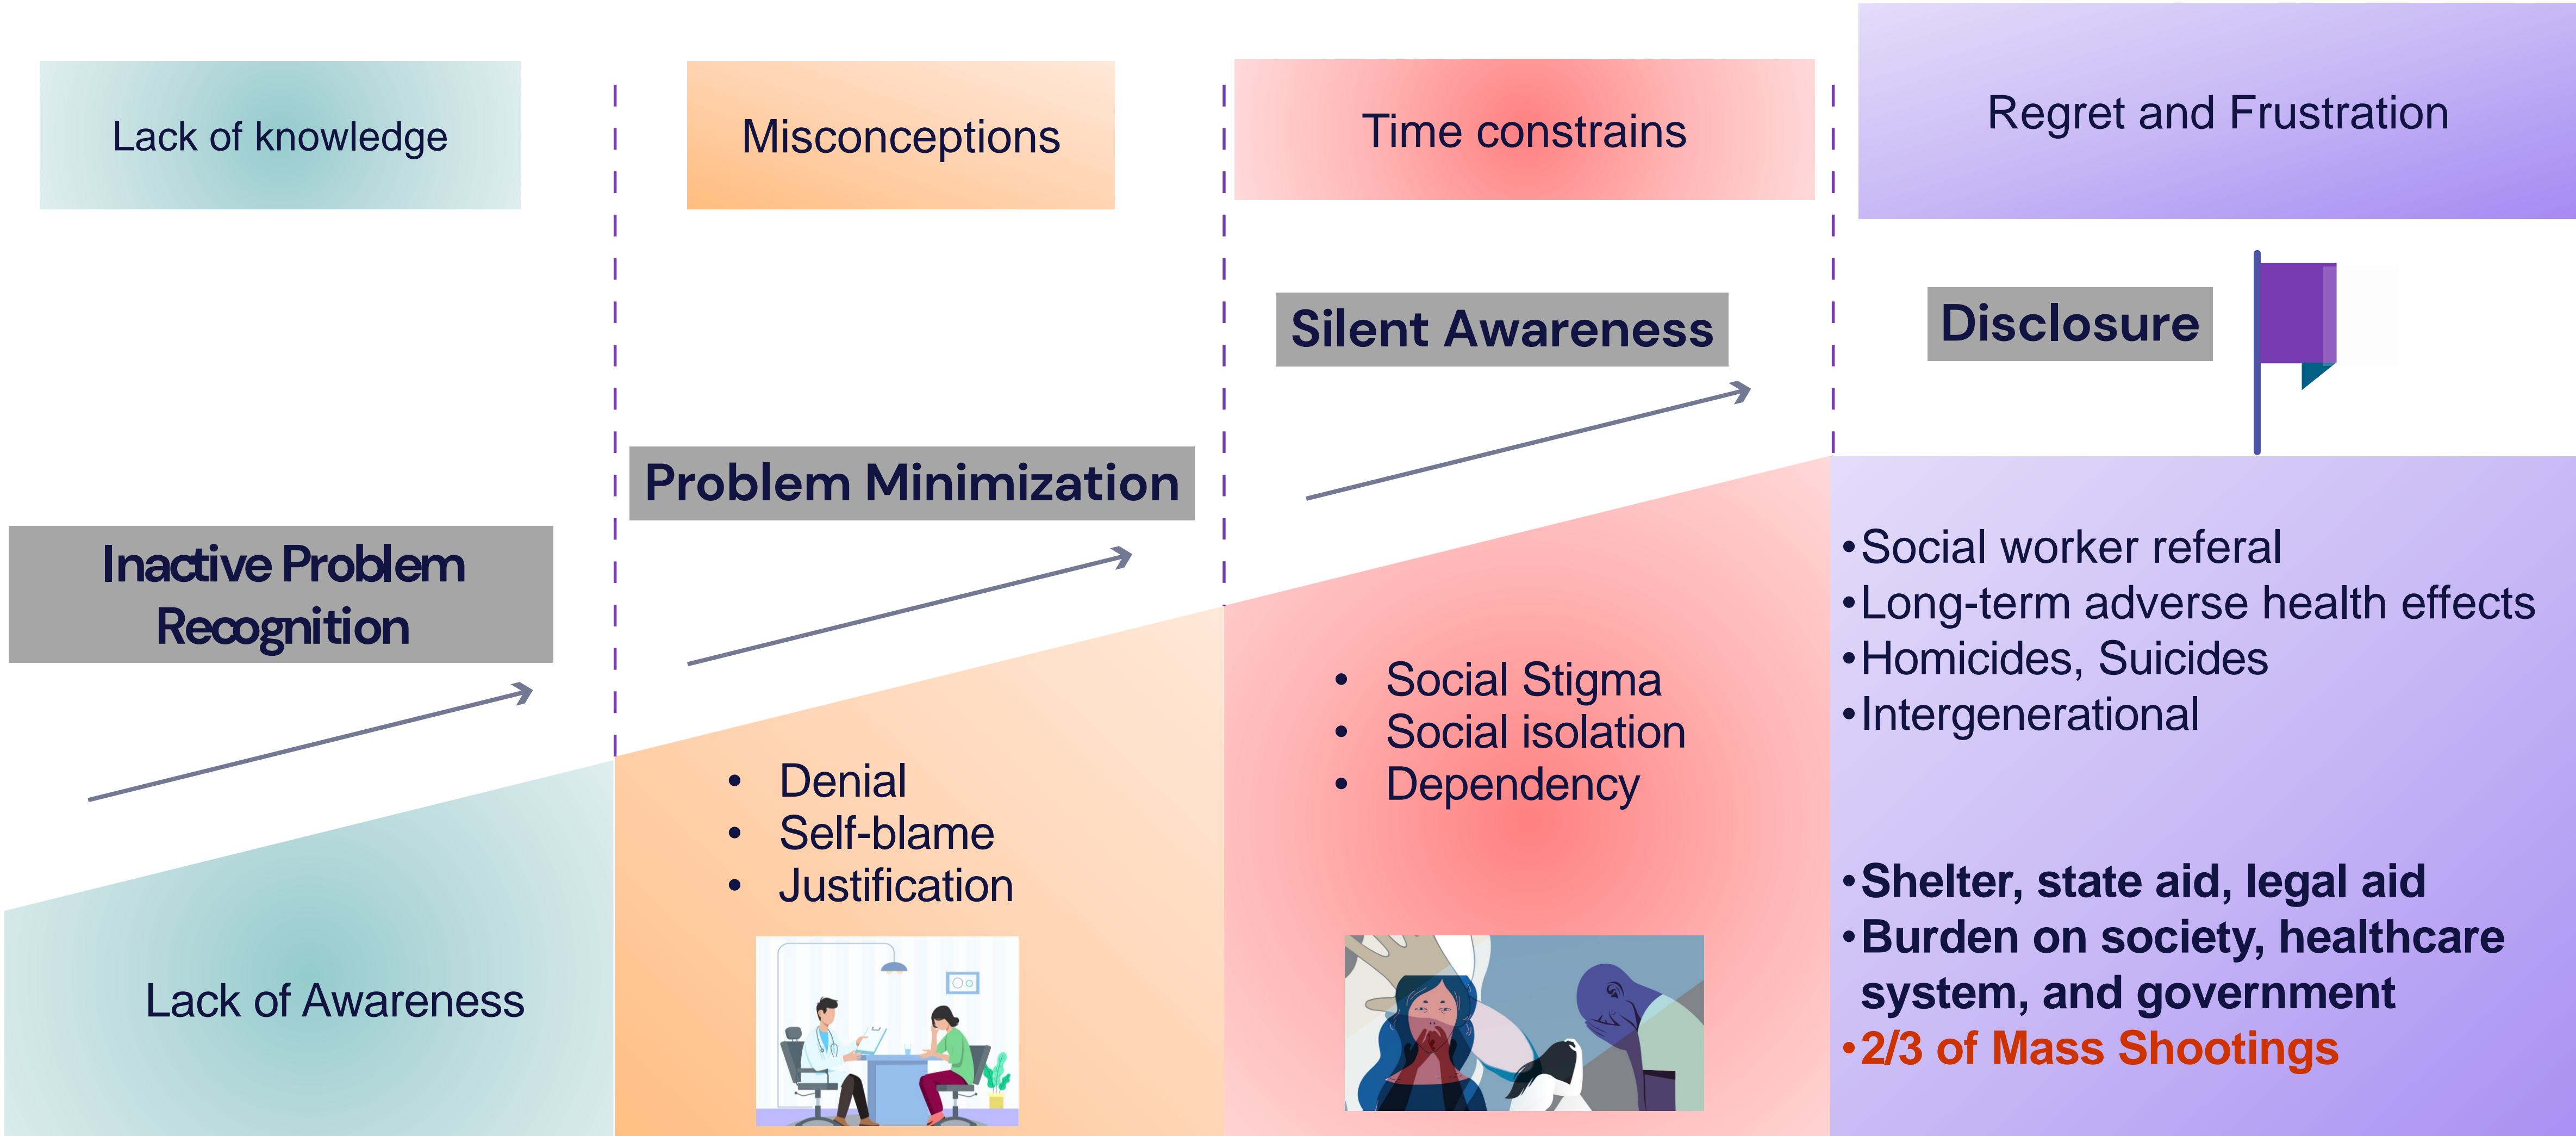 Lack of knowledge
Misconceptions
Time constrains
Regret and Frustration
Inactive Problem
Recognition
Problem Minimization
Silent Awareness
Disclosure
Lack of Awareness
• Denial
• Self-blame
• Justification
• Social Stigma
• Social isolation
• Dependency
•Social worker referal
•Long-term adverse health effects
•Homicides, Suicides
•Intergenerational
•Shelter, state aid, legal aid
•Burden on society, healthcare
system, and government
•2/3 of Mass Shootings